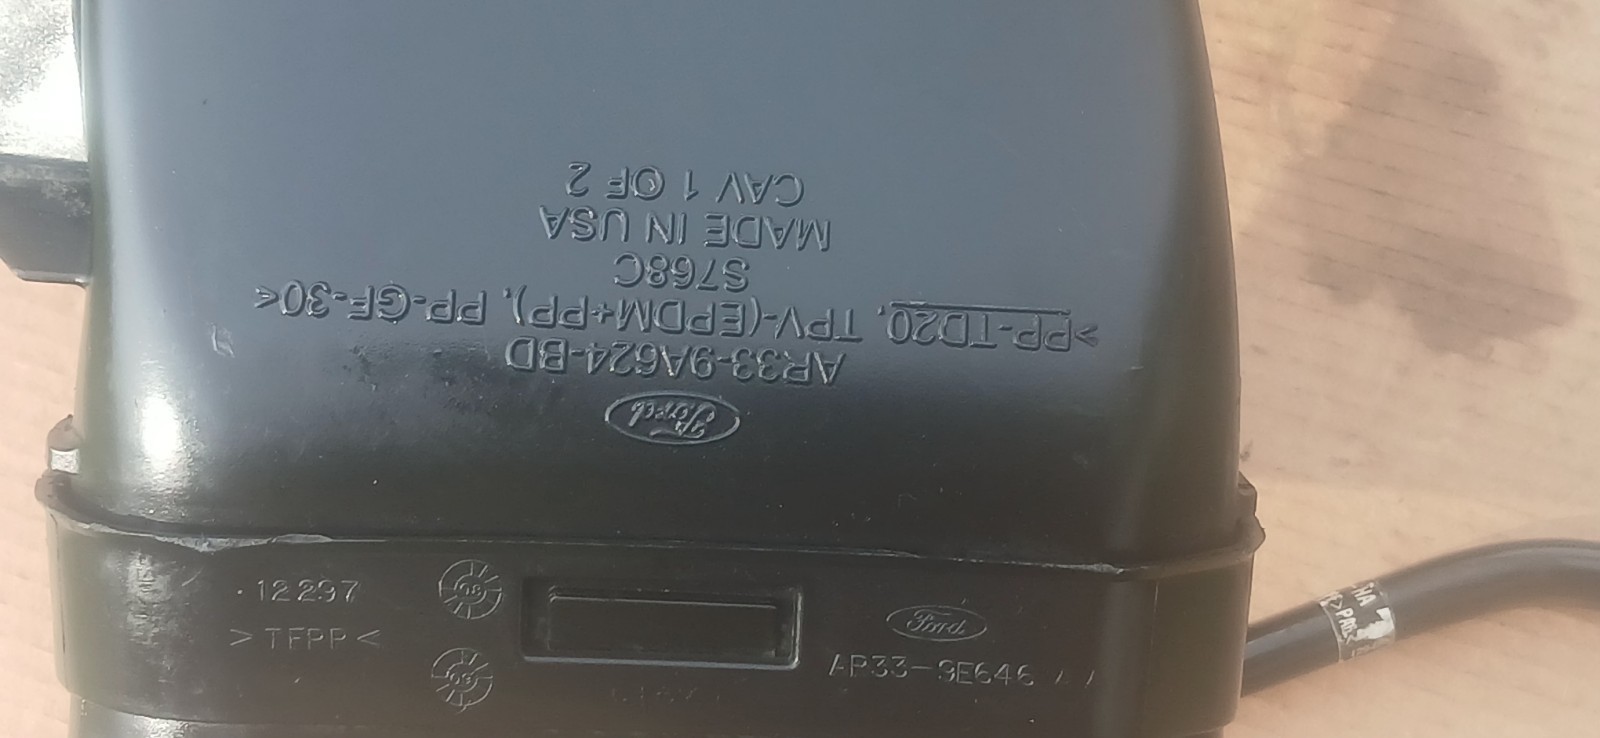 Ford
AR33-9A624-BD
>PP-TD20, TPV-(EPDM+PP), PP-GF-30<
S768C
MADE IN USA
CAV 1 OF 2
.12297
>TFPP<
Ford
AR33-9E646